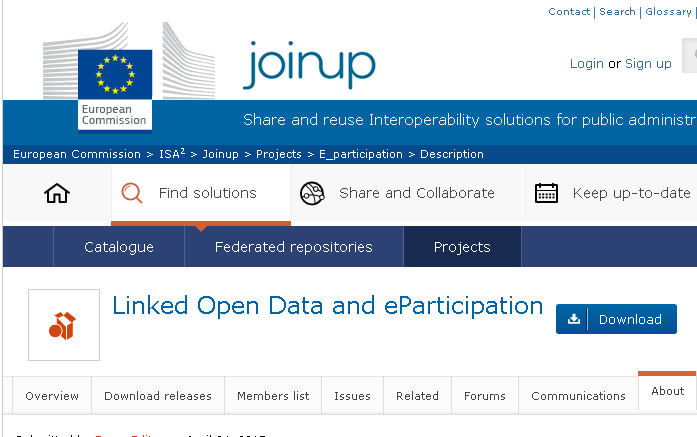 Contact | Search | Glossary |
joinup
Login or Sign up
European
Commission
Share and reuse Interoperability solutions for public administr
European Commission > ISA² > Joinup > Projects > E_participation > Description
Find solutions
Share and Collaborate
Keep up-to-date
Catalogue
Federated repositories
Projects
Linked Open Data and eParticipation
Download
Overview
Download releases
Members list
Issues
Related
Forums
Communications
About